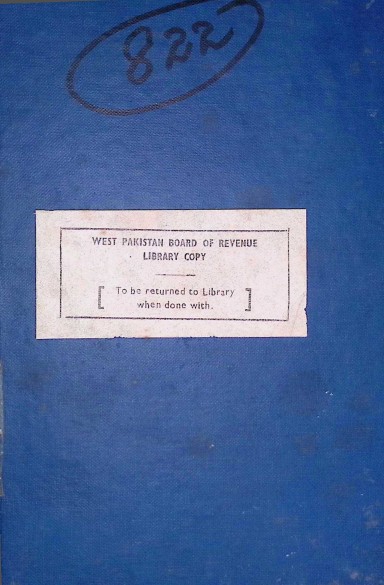 822
WEST PAKISTAN BOARD OF REVENUE
LIBRARY COPY
[ To be returned to Library
when done with. ]